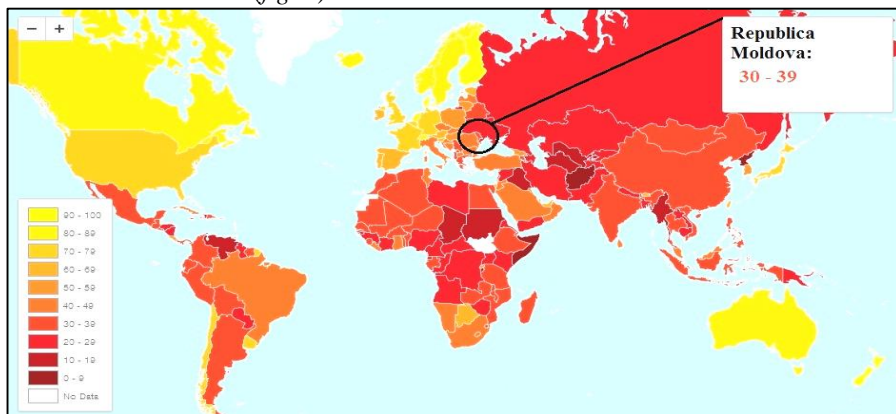 − +
Republica
Moldova:
30 - 39
90 - 100
80 - 89
70 - 79
60 - 69
50 - 59
40 - 49
30 - 39
20 - 29
10 - 19
0 - 9
No Data